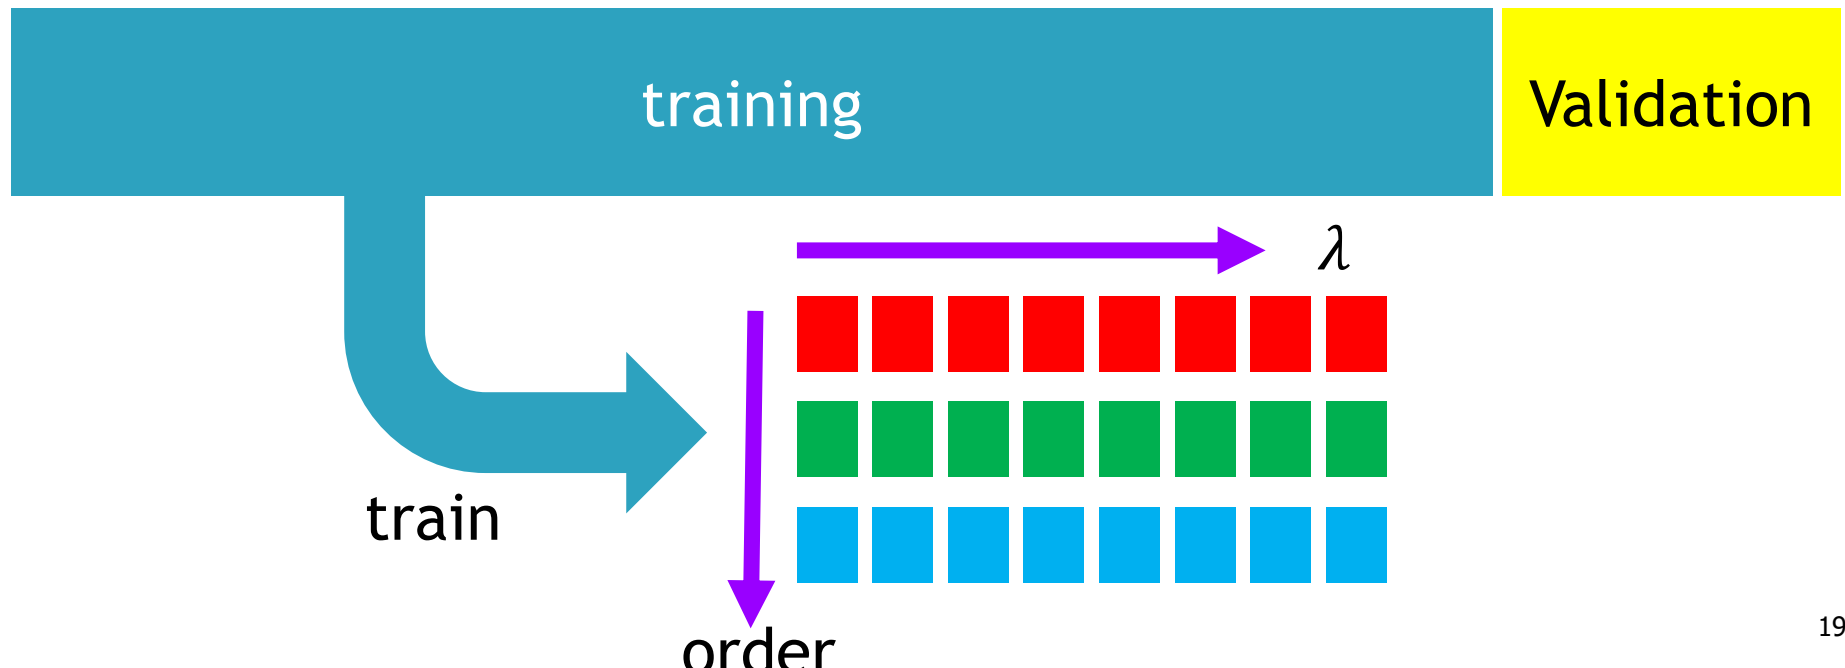 training
Validation
λ
train
order
19